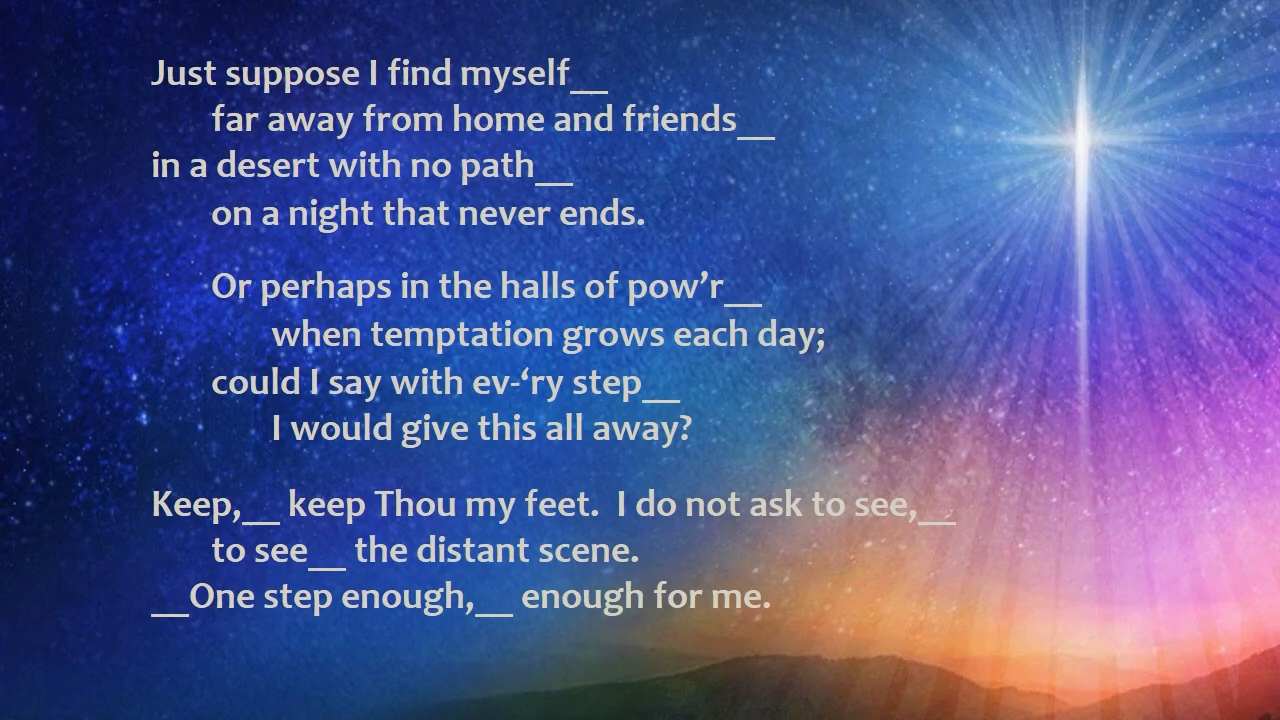 Just suppose I find myself__
far away from home and friends__
in a desert with no path__
on a night that never ends.
Or perhaps in the halls of pow’r__
when temptation grows each day;
could I say with ev-‘ry step__
I would give this all away?
Keep,__ keep Thou my feet.  I do not ask to see,__
to see__ the distant scene.
__One step enough,__ enough for me.